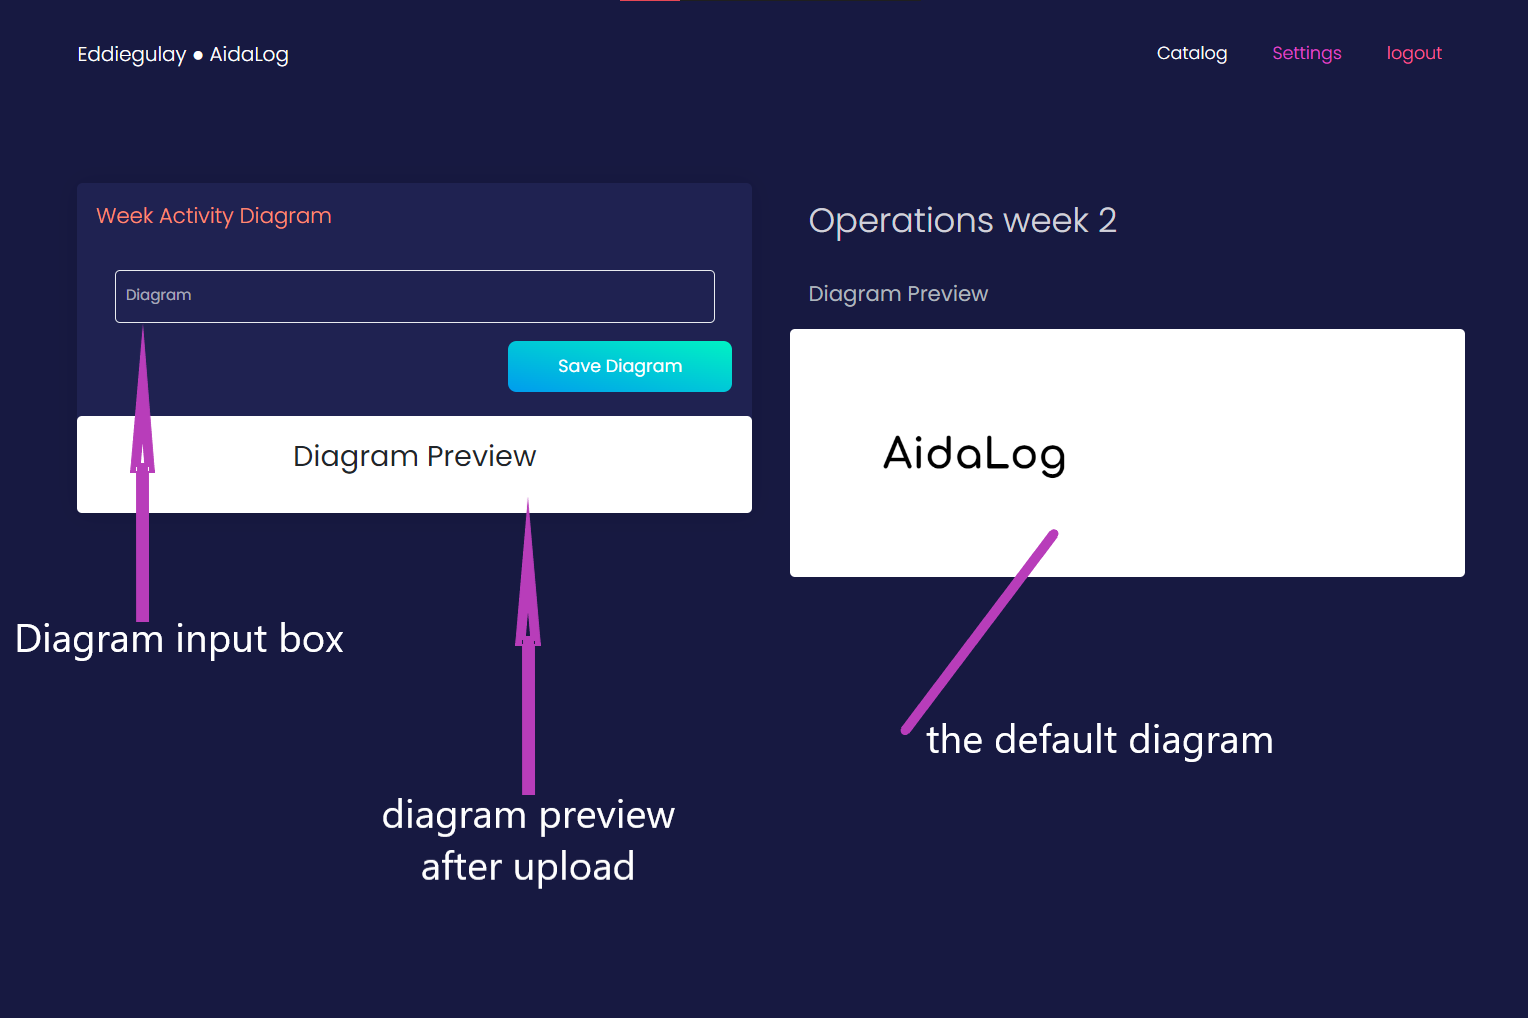 Eddiegulay ● AidaLog
Catalog Settings logout
Week Activity Diagram
Diagram
Save Diagram
Diagram Preview
Operations week 2
Diagram Preview
AidaLog
Diagram input box
diagram preview
after upload
the default diagram